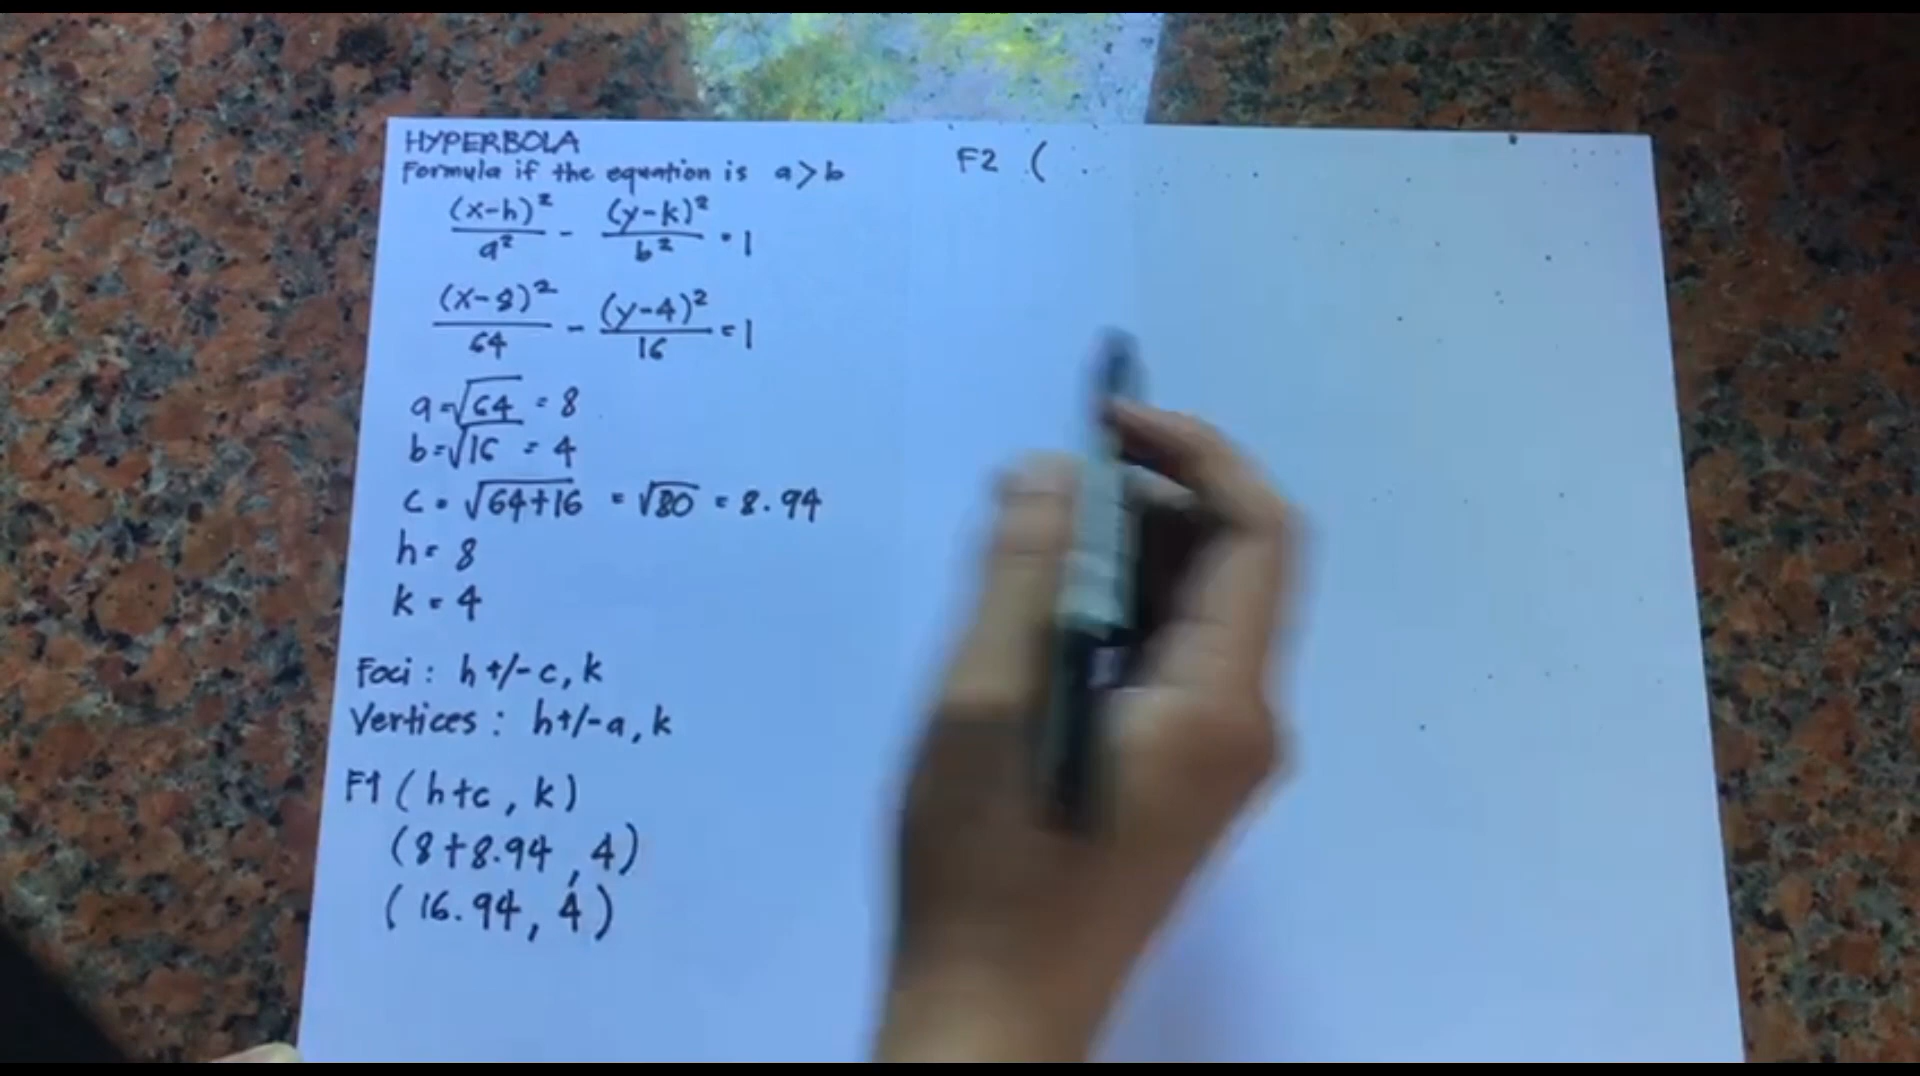 HYPERBOLA
Formula if the equation is a>b
(x-h)²/a² - (y-k)²/b² = 1
(x-8)²/64 - (y-4)²/16 = 1
a=√64 = 8
b=√16 = 4
c = √64+16 = √80 = 8.94
h = 8
k = 4
Foci : h+/-c, k
Vertices : h+/-a, k
F1 (h+c, k)
(8+8.94, 4)
(16.94, 4)
F2 (